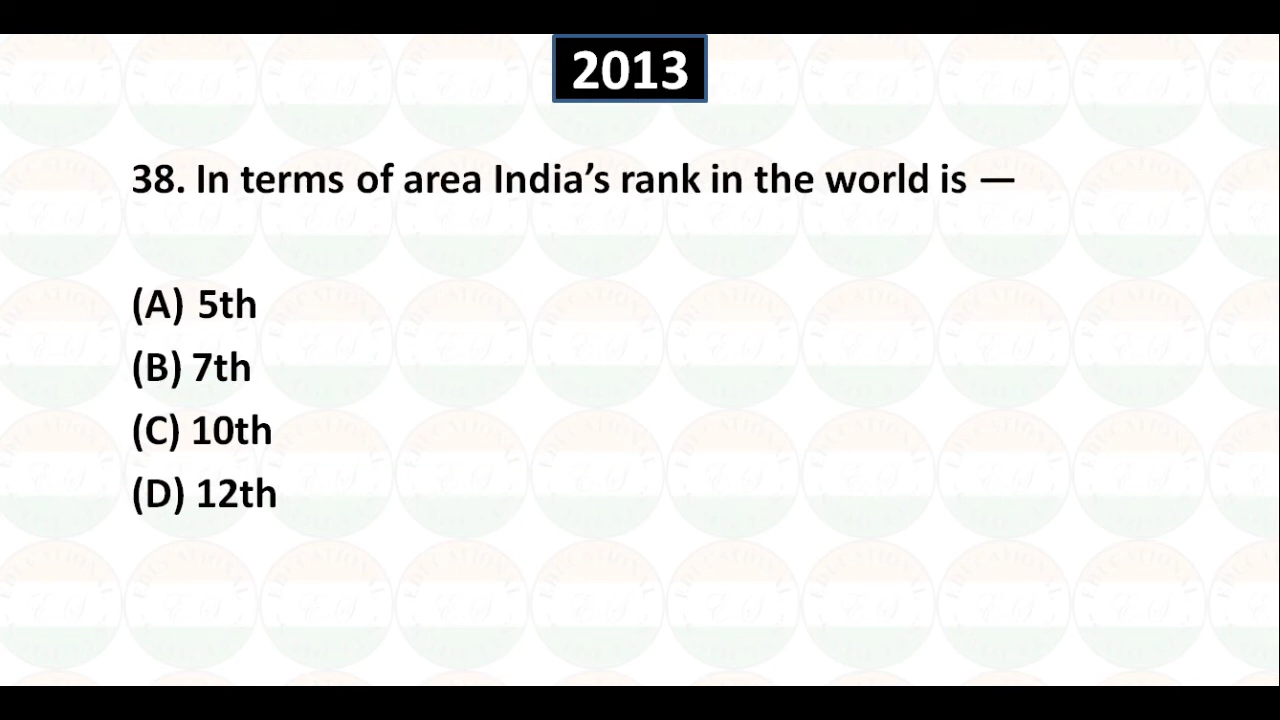 2013
38. In terms of area India’s rank in the world is —
(A) 5th
(B) 7th
(C) 10th
(D) 12th